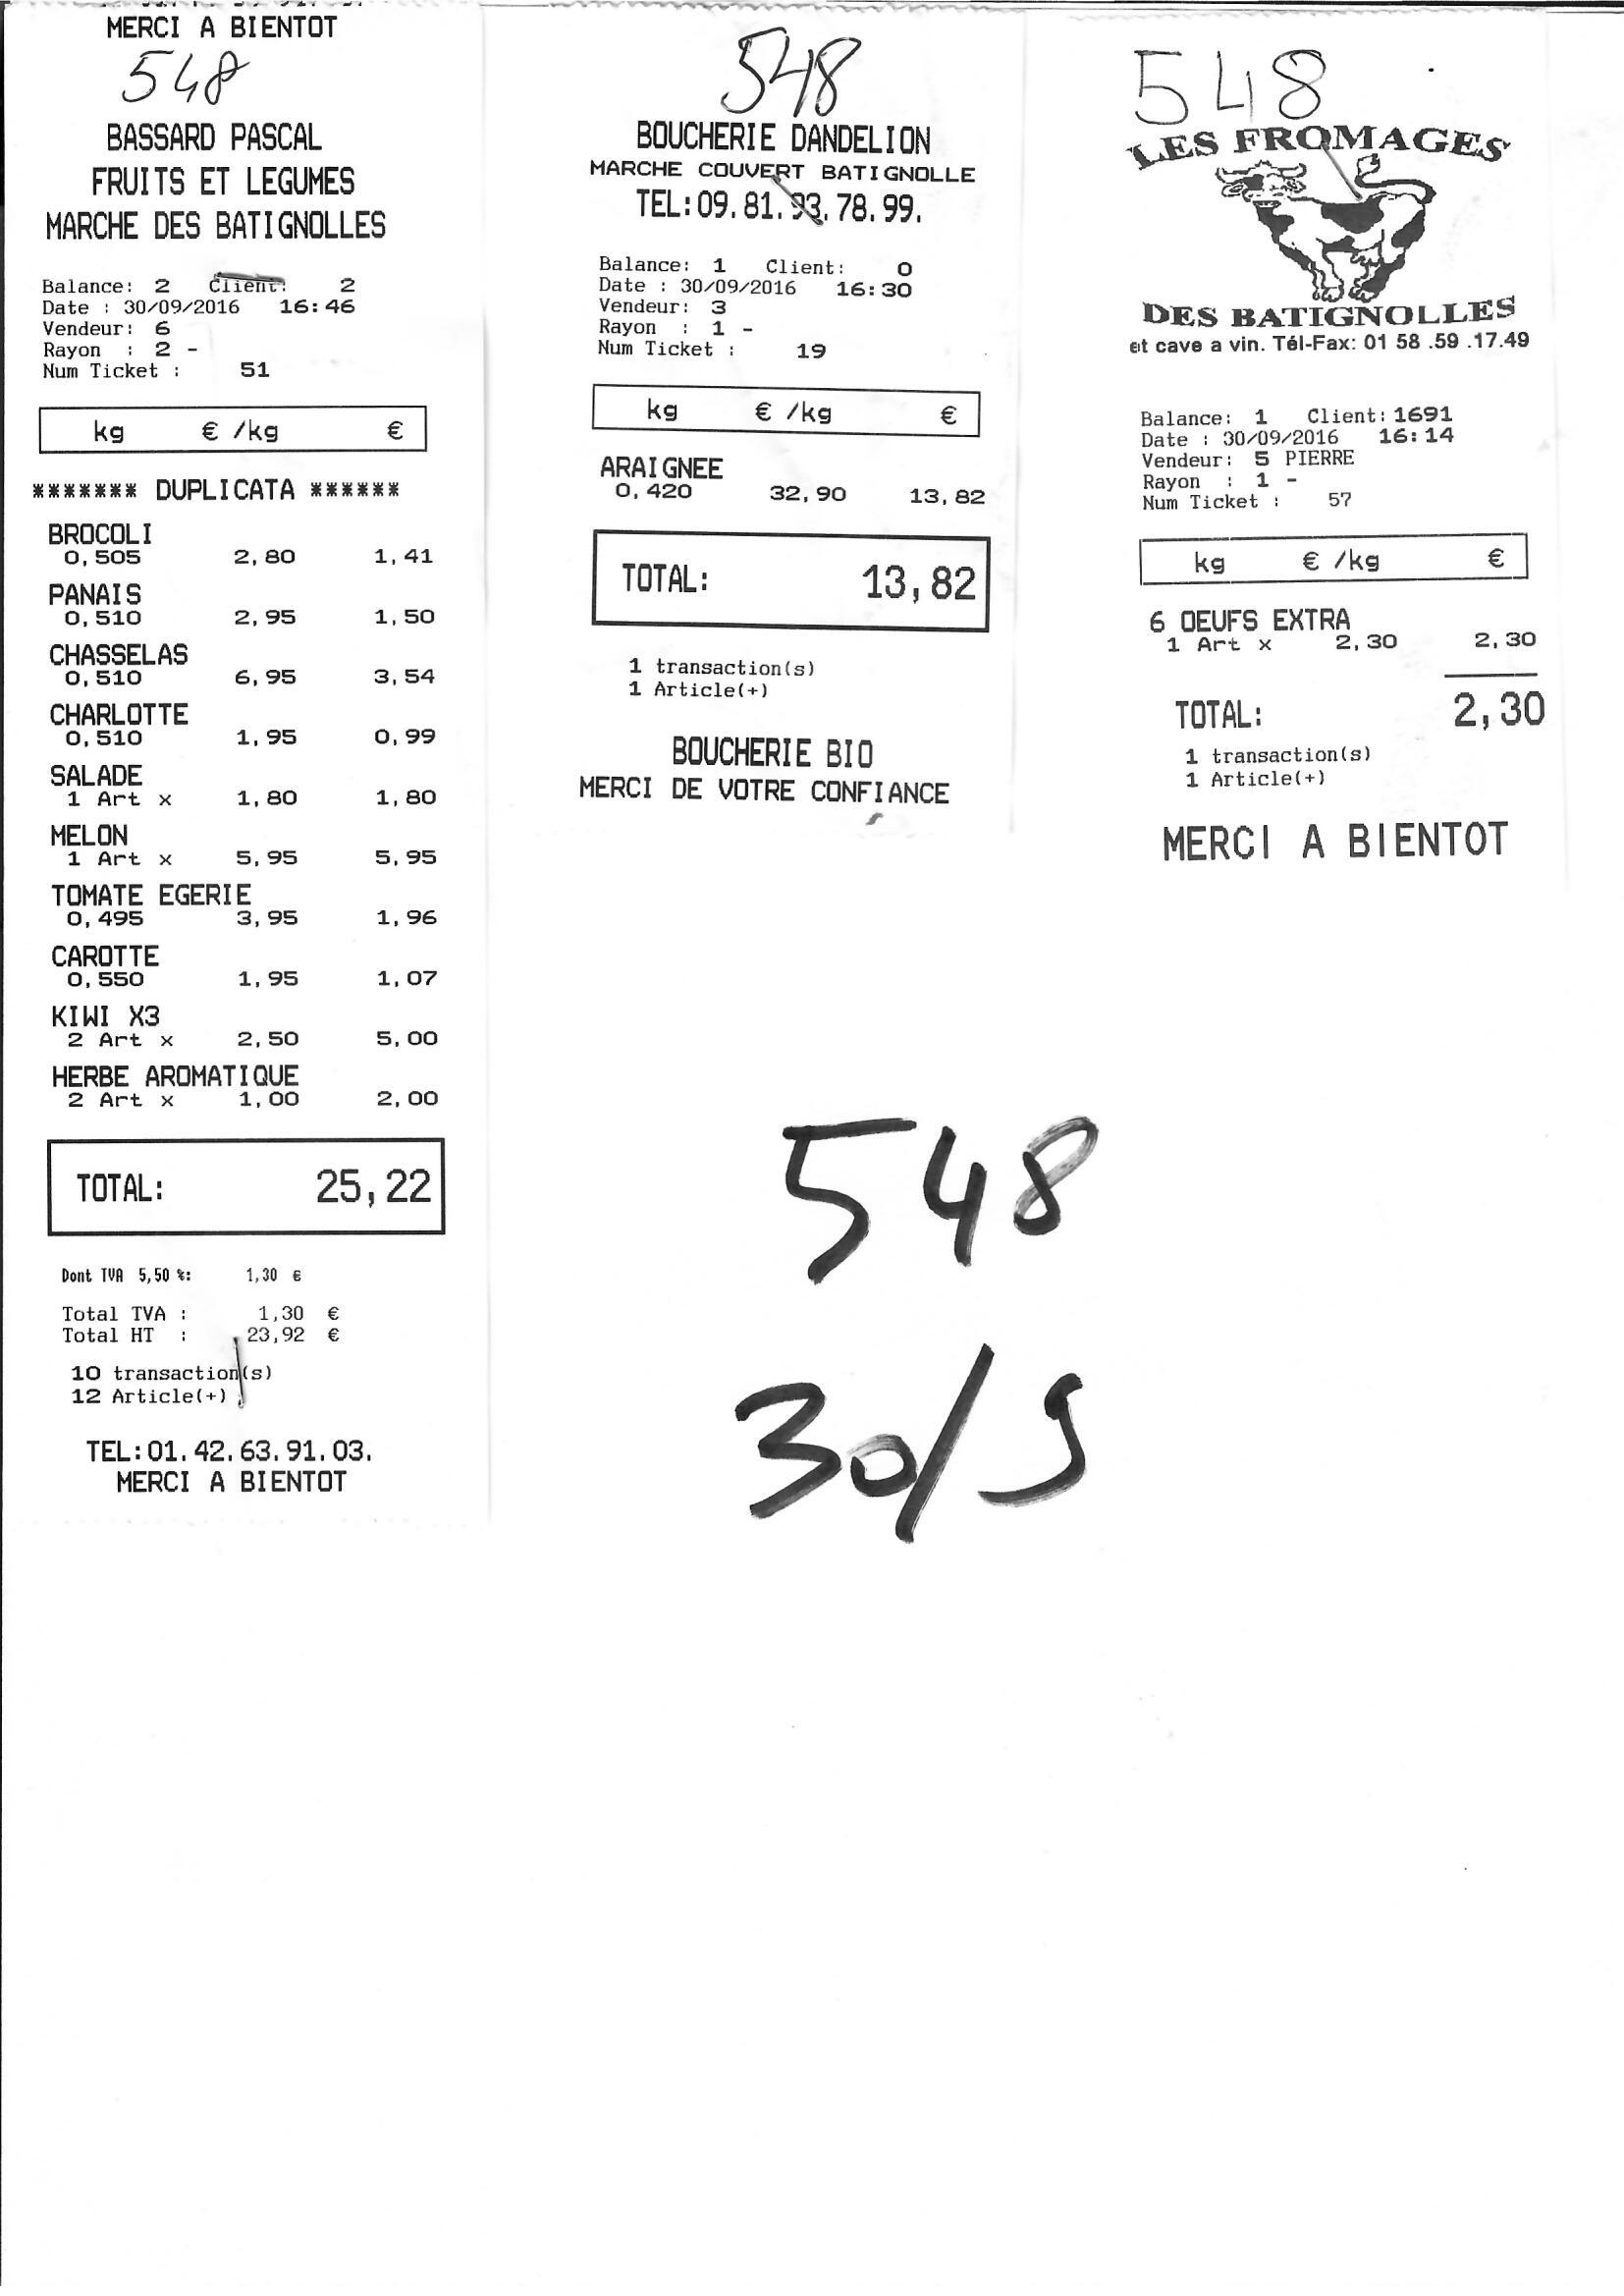 MERCI A BIENTOT
548
BASSARD PASCAL
FRUITS ET LEGUMES
MARCHE DES BATIGNOLLES
Balance: 2 Client: 2
Date : 30/09/2016 16:46
Vendeur: 6
Rayon : 2 -
Num Ticket : 51
kg € /kg €
******* DUPLICATA ******
BROCOLI
0,505 2,80 1,41
PANAIS
0,510 2,95 1,50
CHASSELAS
0,510 6,95 3,54
CHARLOTTE
0,510 1,95 0,99
SALADE
1 Art x 1,80 1,80
MELON
1 Art x 5,95 5,95
TOMATE EGERIE
0,495 3,95 1,96
CAROTTE
0,550 1,95 1,07
KIWI X3
2 Art x 2,50 5,00
HERBE AROMATIQUE
2 Art x 1,00 2,00
TOTAL: 25,22
Dont TVA 5,50 %: 1,30 €
Total TVA : 1,30 €
Total HT : 23,92 €
10 transaction(s)
12 Article(+)
TEL:01.42.63.91.03.
MERCI A BIENTOT
548
BOUCHERIE DANDELION
MARCHE COUVERT BATIGNOLLE
TEL:09.81.93.78.99.
Balance: 1 Client: 0
Date : 30/09/2016 16:30
Vendeur: 3
Rayon : 1 -
Num Ticket : 19
kg € /kg €
ARAIGNEE
0,420 32,90 13,82
TOTAL: 13,82
1 transaction(s)
1 Article(+)
BOUCHERIE BIO
MERCI DE VOTRE CONFIANCE
548
LES FROMAGES
DES BATIGNOLLES
et cave a vin. Tél-Fax: 01 58 .59 .17.49
Balance: 1 Client: 1691
Date : 30/09/2016 16:14
Vendeur: 5 PIERRE
Rayon : 1 -
Num Ticket : 57
kg € /kg €
6 OEUFS EXTRA
1 Art x 2,30 2,30
TOTAL: 2,30
1 transaction(s)
1 Article(+)
MERCI A BIENTOT
548
30/9